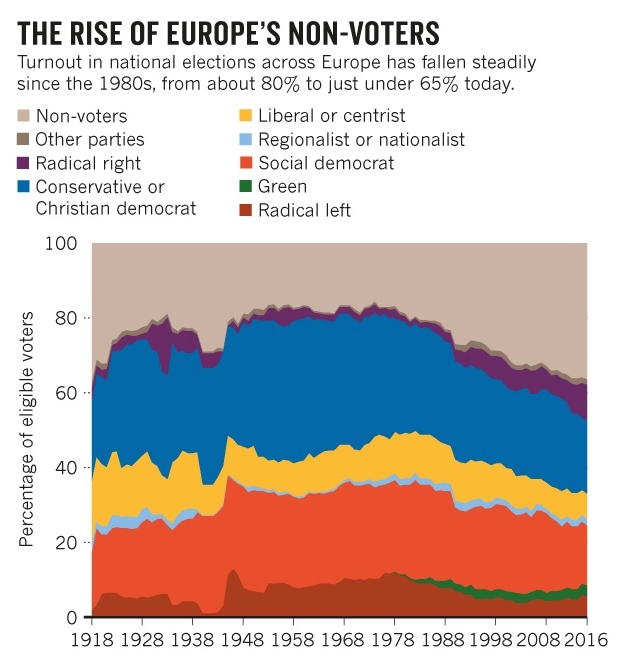 THE RISE OF EUROPE'S NON-VOTERS
Turnout in national elections across Europe has fallen steadily
since the 1980s, from about 80% to just under 65% today.
Non-voters
Other parties
Radical right
Conservative or
Christian democrat
Liberal or centrist
Regionalist or nationalist
Social democrat
Green
Radical left
Percentage of eligible voters
100
80
60
40
20
0
1918 1928 1938 1948 1958 1968 1978 1988 1998 2008 2016